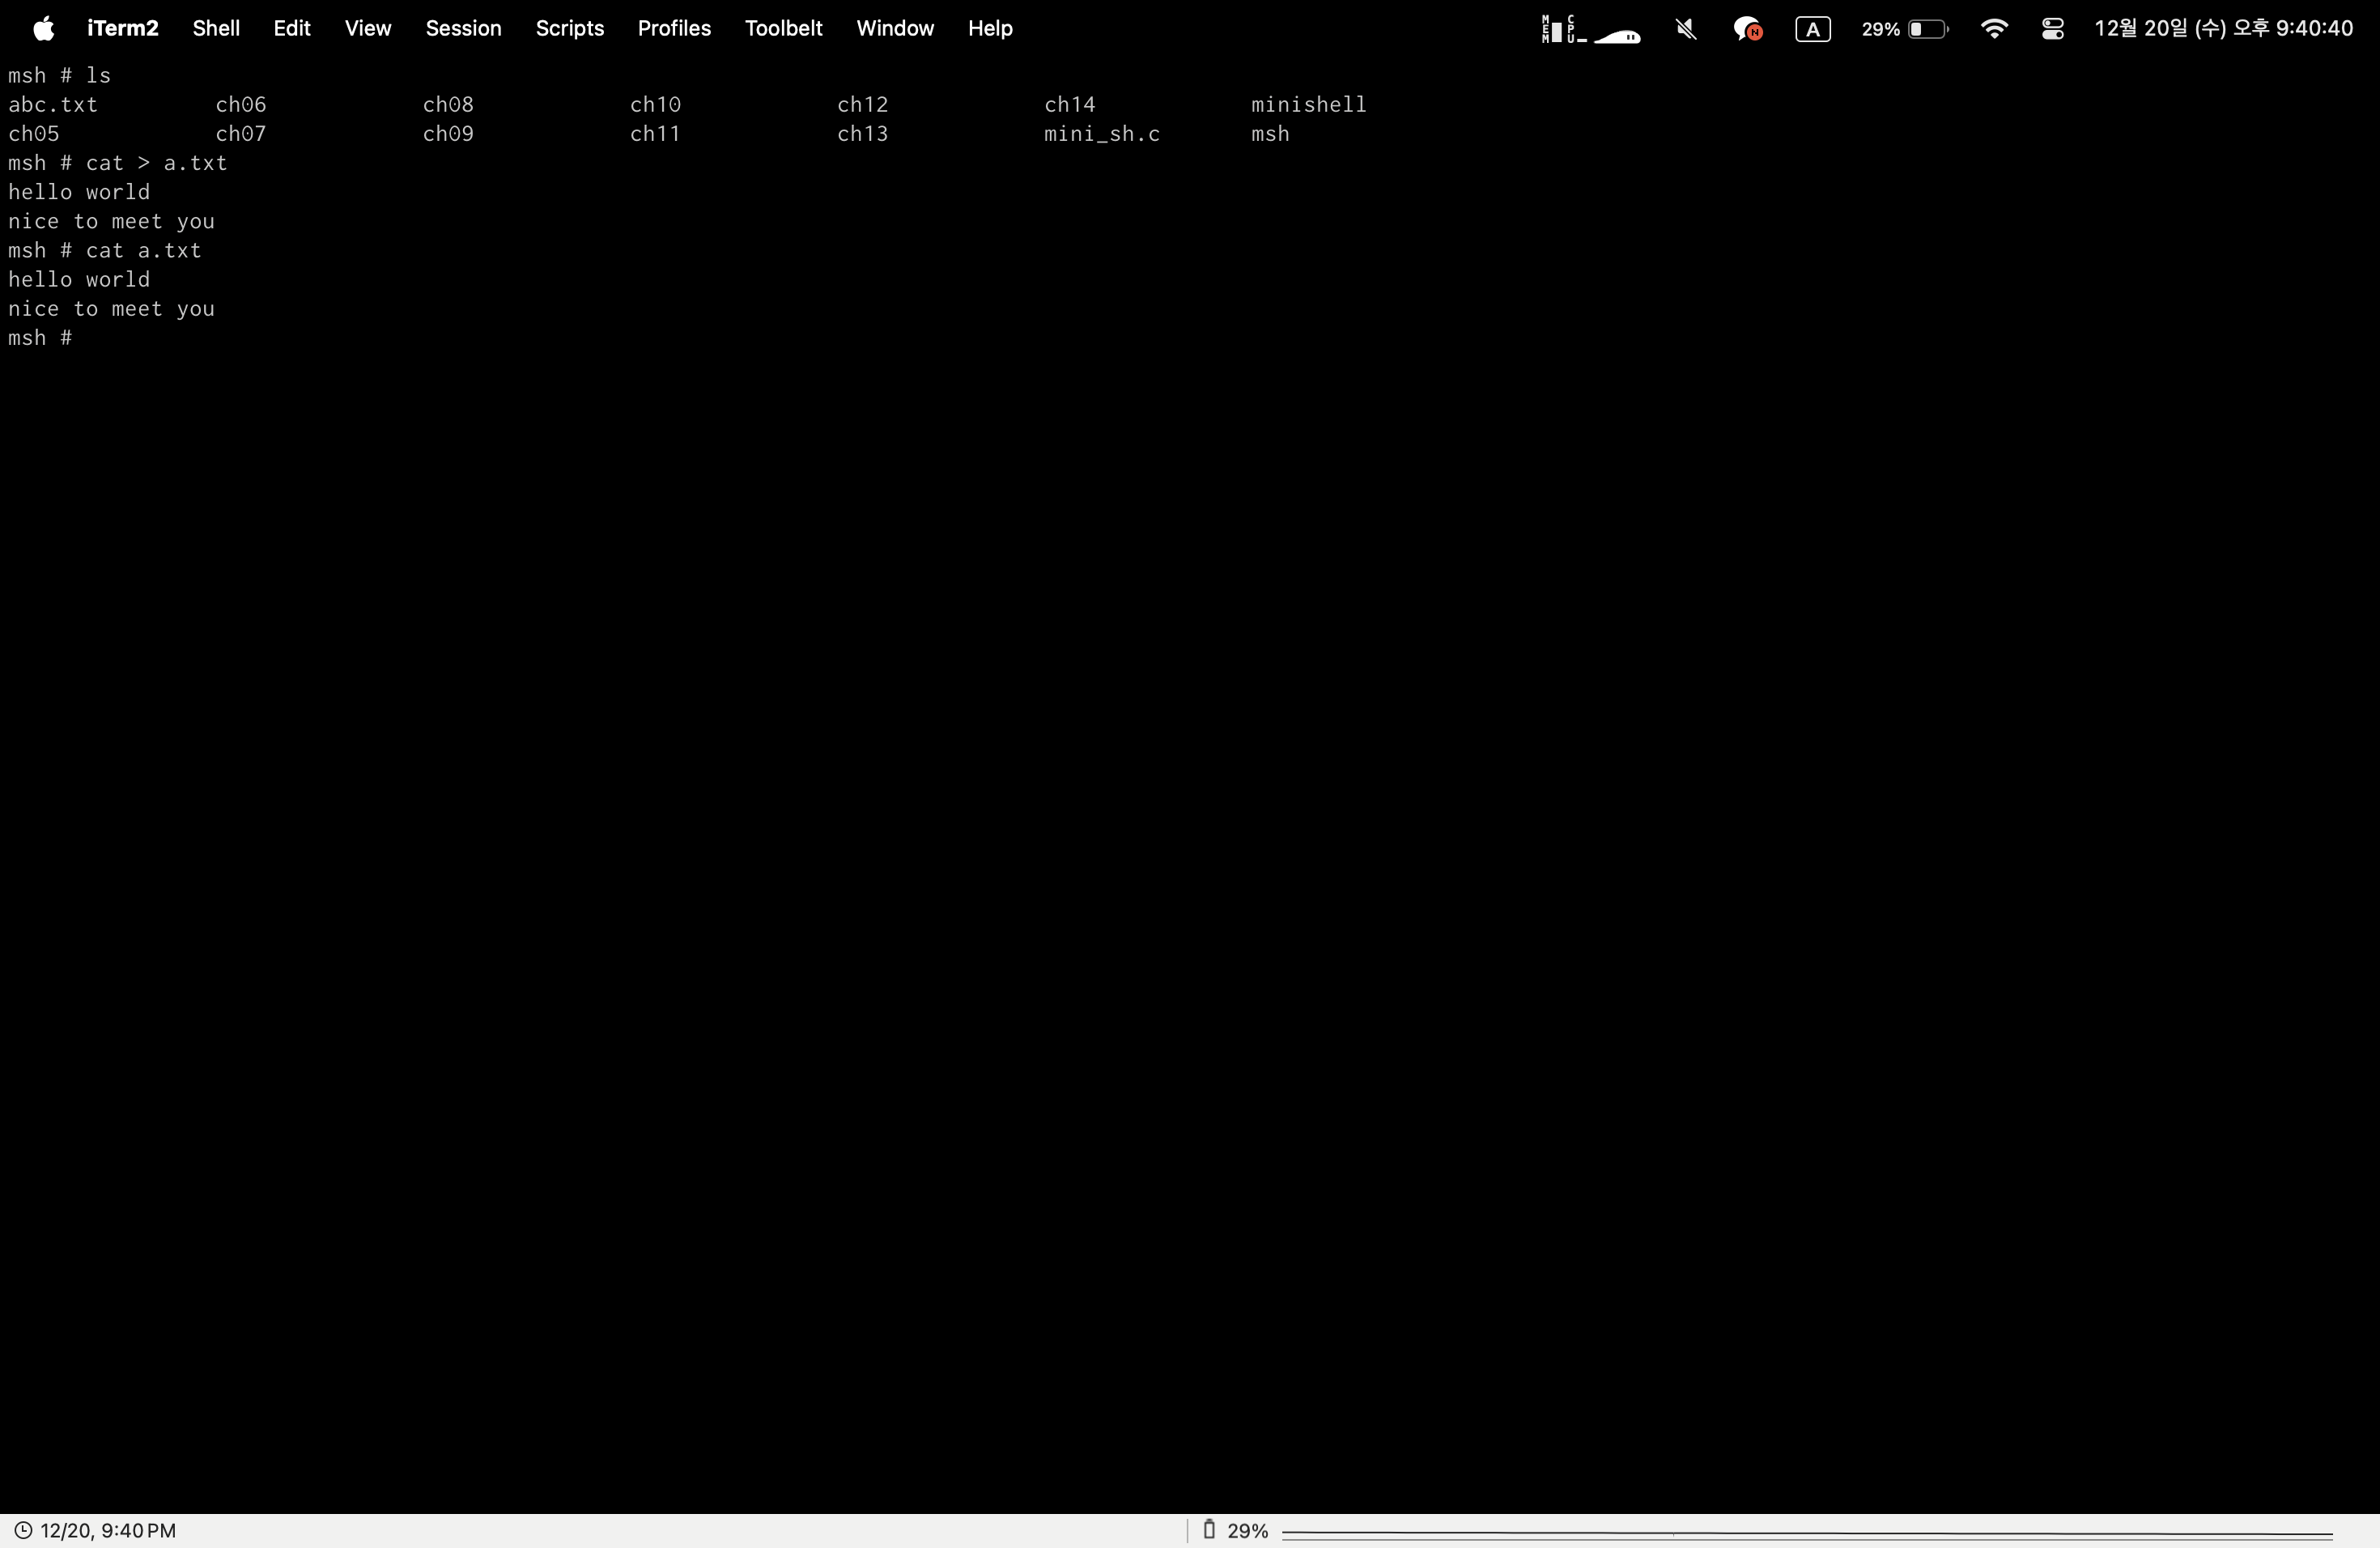 iTerm2 Shell Edit View Session Scripts Profiles Toolbelt Window Help MEM CPU N A 29% 12월 20일 (수) 오후 9:40:40
msh # ls
abc.txt ch06 ch08 ch10 ch12 ch14 minishell
ch05 ch07 ch09 ch11 ch13 mini_sh.c msh
msh # cat > a.txt
hello world
nice to meet you
msh # cat a.txt
hello world
nice to meet you
msh #
12/20, 9:40 PM 29%